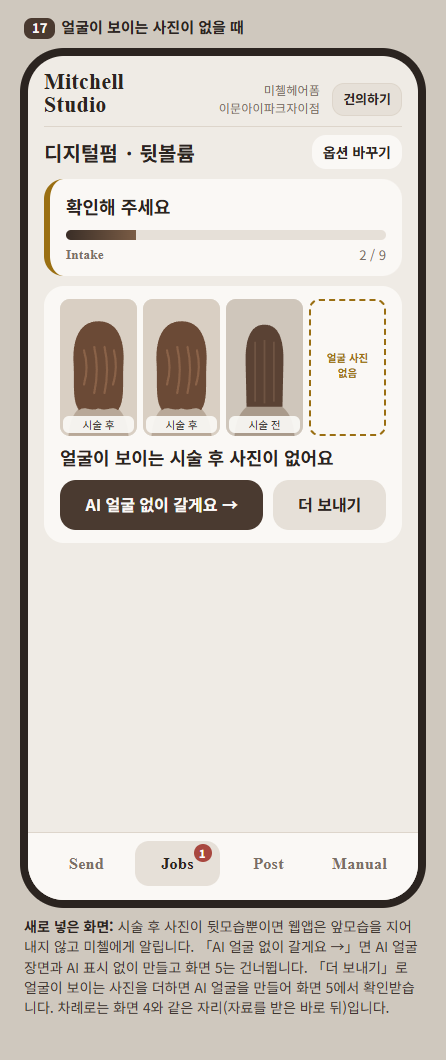 17 얼굴이 보이는 사진이 없을 때
Mitchell
Studio
미첼헤어폼
이문아이파크자이점
건의하기
디지털펌 · 뒷볼륨
옵션 바꾸기
확인해 주세요
Intake
2 / 9
시술 후
시술 후
시술 전
얼굴 사진
없음
얼굴이 보이는 시술 후 사진이 없어요
AI 얼굴 없이 갈게요 →
더 보내기
Send
Jobs
1
Post
Manual
새로 넣은 화면: 시술 후 사진이 뒷모습뿐이면 웹앱은 앞모습을 지어
내지 않고 미첼에게 알립니다. 「AI 얼굴 없이 갈게요 →」면 AI 얼굴
장면과 AI 표시 없이 만들고 화면 5는 건너뜁니다. 「더 보내기」로
얼굴이 보이는 사진을 더하면 AI 얼굴을 만들어 화면 5에서 확인받습
니다. 차례로는 화면 4와 같은 자리(자료를 받은 바로 뒤)입니다.